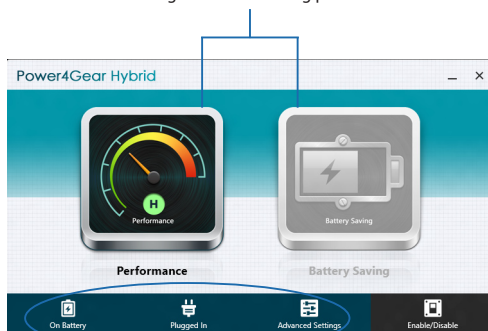 Power4Gear Hybrid
H
Performance
Battery Saving
Performance
Battery Saving
On Battery
Plugged In
Advanced Settings
Enable/Disable